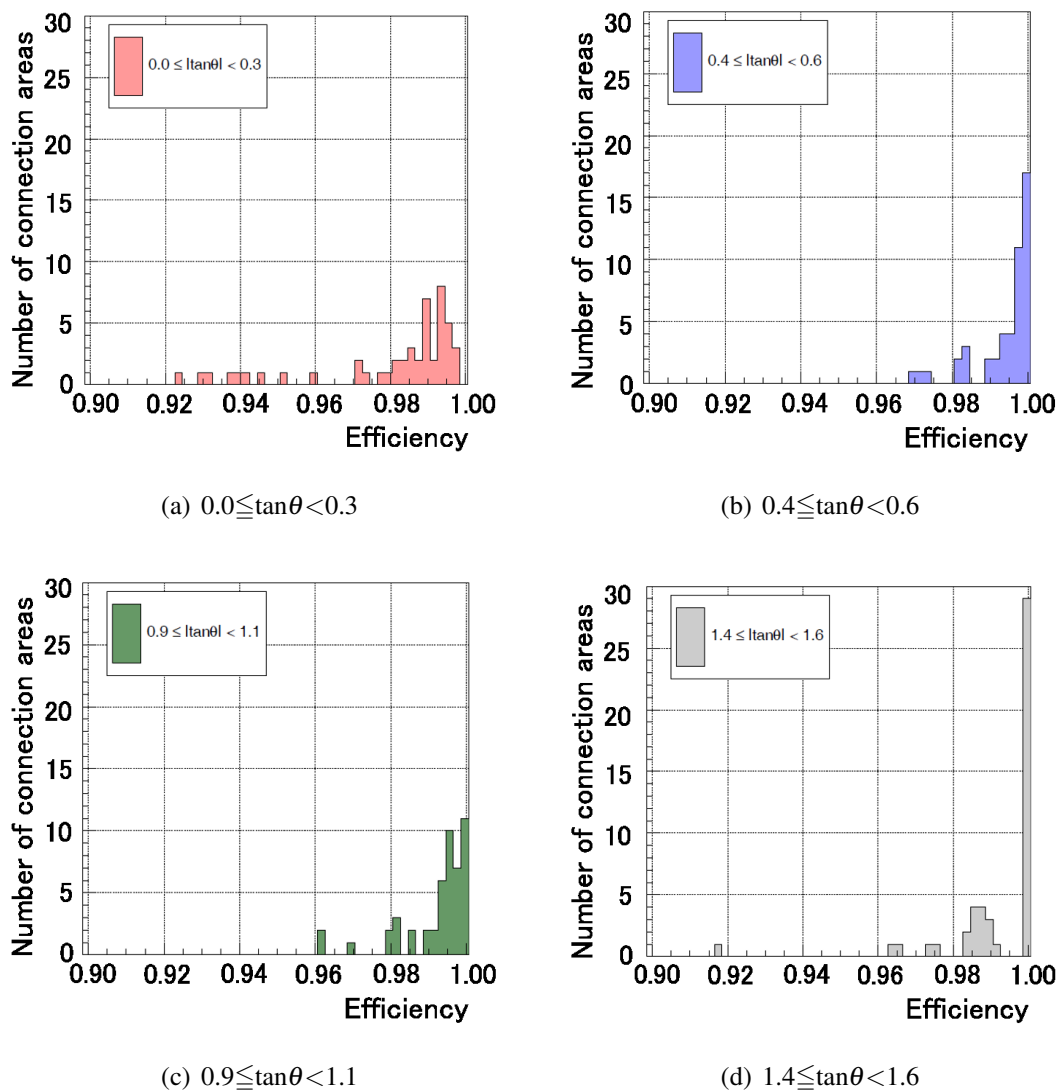 Number of connection areas
30
25
20
15
10
5
0
0.0 ≤ |tanθ| < 0.3
0.90 0.92 0.94 0.96 0.98 1.00
Efficiency
(a) 0.0≦tanθ<0.3
Number of connection areas
30
25
20
15
10
5
0
0.4 ≤ |tanθ| < 0.6
0.90 0.92 0.94 0.96 0.98 1.00
Efficiency
(b) 0.4≦tanθ<0.6
Number of connection areas
30
25
20
15
10
5
0
0.9 ≤ |tanθ| < 1.1
0.90 0.92 0.94 0.96 0.98 1.00
Efficiency
(c) 0.9≦tanθ<1.1
Number of connection areas
30
25
20
15
10
5
0
1.4 ≤ |tanθ| < 1.6
0.90 0.92 0.94 0.96 0.98 1.00
Efficiency
(d) 1.4≦tanθ<1.6